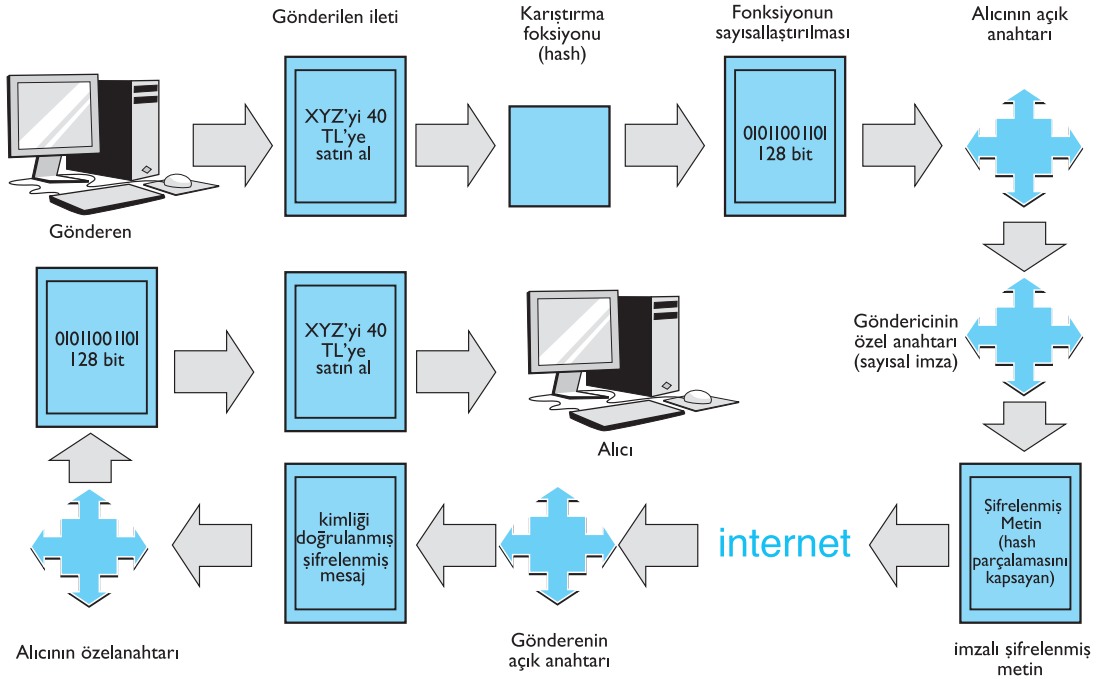 Gönderilen ileti
Karıştırma
foksiyonu
(hash)
Fonksiyonun
sayısallaştırılması
Alıcının açık
anahtarı
XYZ'yi 40
TL'ye
satın al
01011001101
128 bit
Gönderen
01011001101
128 bit
XYZ'yi 40
TL'ye
satın al
Alıcı
Göndericinin
özel anahtarı
(sayısal imza)
kimliği
doğrulanmış
şifrelenmiş
mesaj
internet
Şifrelenmiş
Metin
(hash
parçalamasını
kapsayan)
Alıcının özelanahtarı
Gönderenin
açık anahtarı
imzalı şifrelenmiş
metin